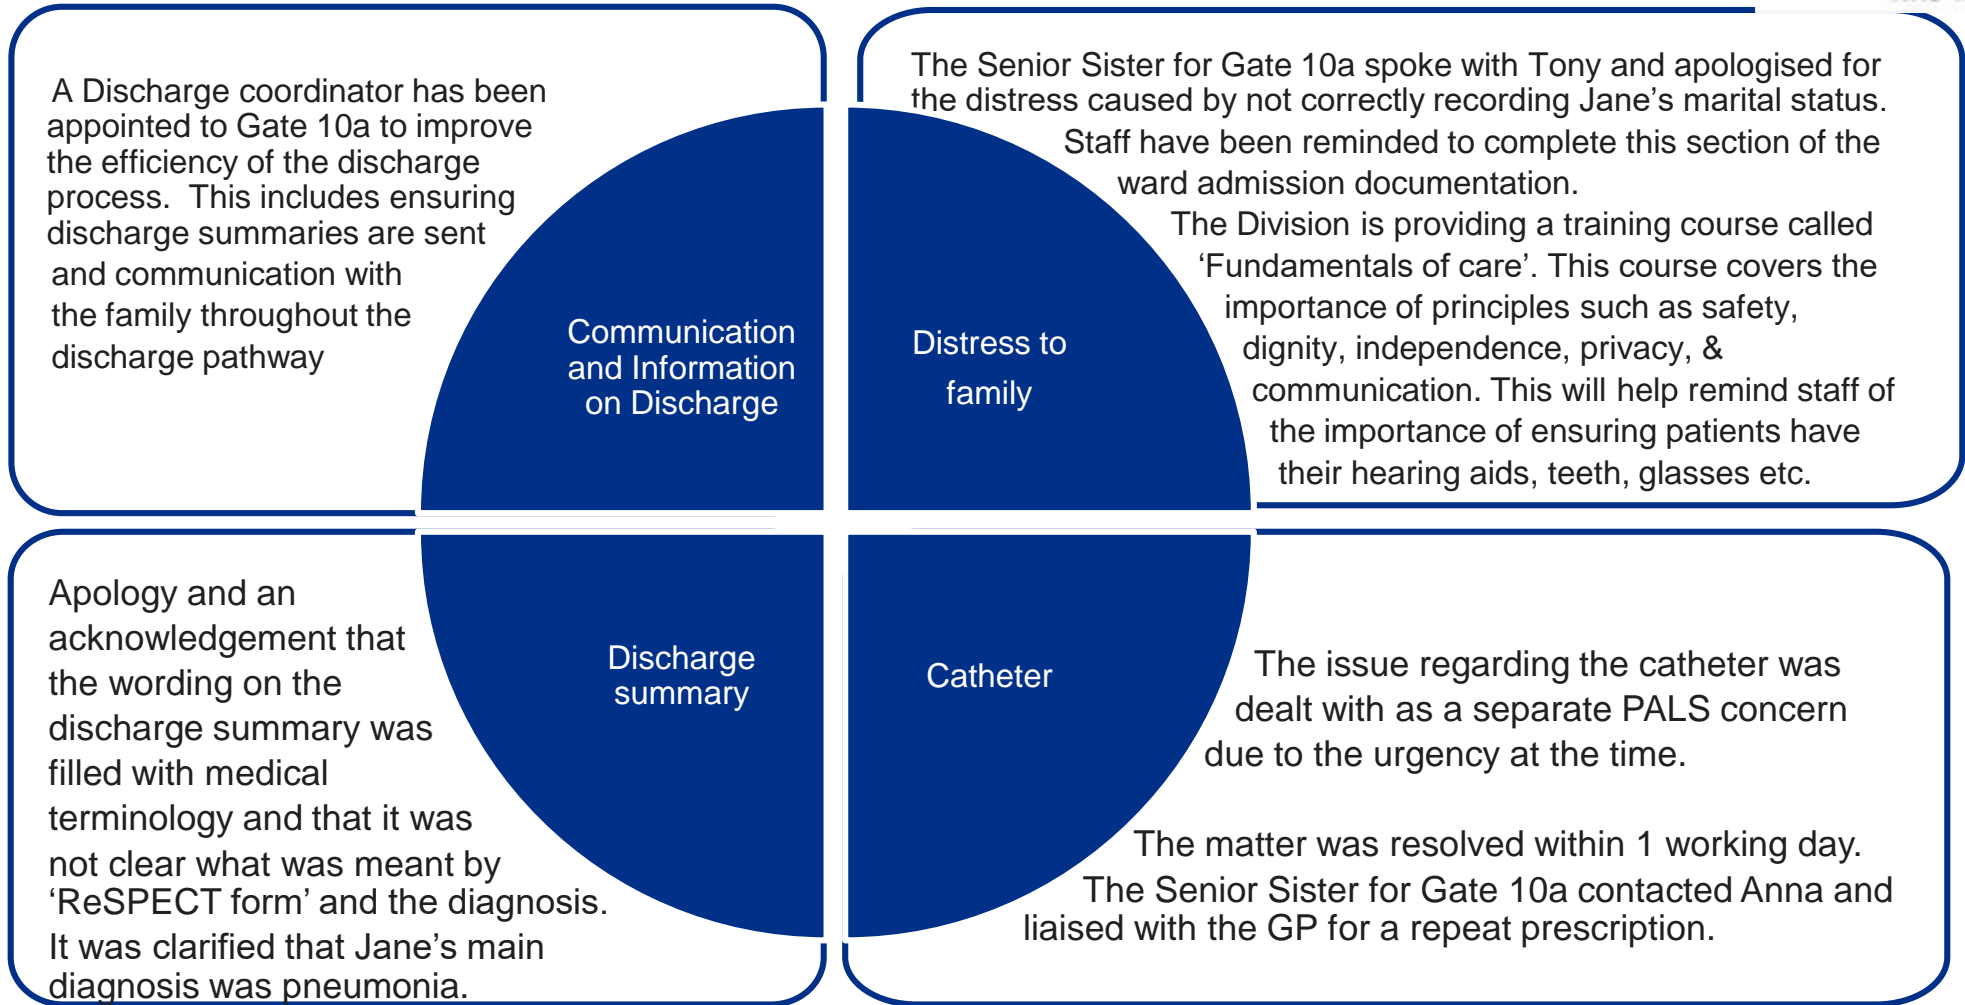 A Discharge coordinator has been
appointed to Gate 10a to improve
the efficiency of the discharge
process.  This includes ensuring
discharge summaries are sent
and communication with
the family throughout the
discharge pathway
Communication
and Information
on Discharge
The Senior Sister for Gate 10a spoke with Tony and apologised for
the distress caused by not correctly recording Jane’s marital status.
Staff have been reminded to complete this section of the
ward admission documentation.
The Division is providing a training course called
‘Fundamentals of care’. This course covers the
importance of principles such as safety,
dignity, independence, privacy, &
communication. This will help remind staff of
the importance of ensuring patients have
their hearing aids, teeth, glasses etc.
Distress to
family
Apology and an
acknowledgement that
the wording on the
discharge summary was
filled with medical
terminology and that it was
not clear what was meant by
‘ReSPECT form’ and the diagnosis.
It was clarified that Jane’s main
diagnosis was pneumonia.
Discharge
summary
Catheter
The issue regarding the catheter was
dealt with as a separate PALS concern
due to the urgency at the time.
The matter was resolved within 1 working day.
The Senior Sister for Gate 10a contacted Anna and
liaised with the GP for a repeat prescription.